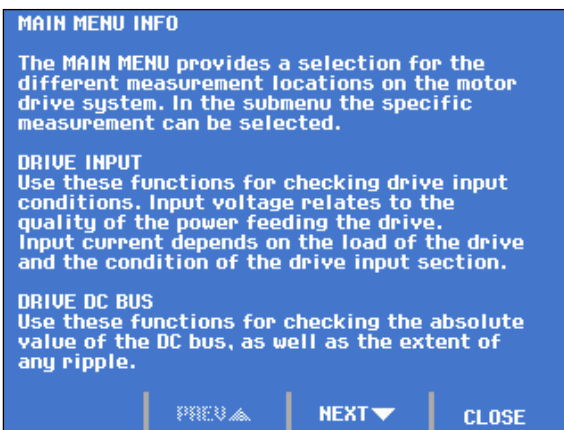 MAIN MENU INFO
The MAIN MENU provides a selection for the
different measurement locations on the motor
drive system. In the submenu the specific
measurement can be selected.
DRIVE INPUT
Use these functions for checking drive input
conditions. Input voltage relates to the
quality of the power feeding the drive.
Input current depends on the load of the drive
and the condition of the drive input section.
DRIVE DC BUS
Use these functions for checking the absolute
value of the DC bus, as well as the extent of
any ripple.
PREV▲ NEXT▼ CLOSE